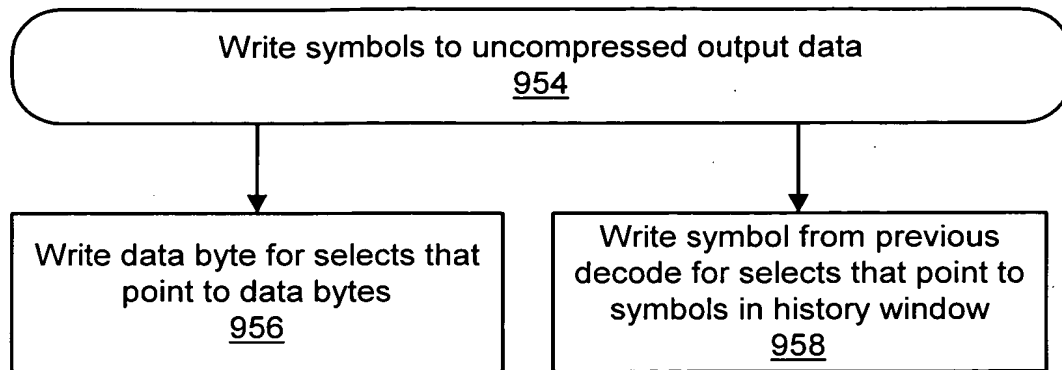 Write symbols to uncompressed output data
954
Write data byte for selects that
point to data bytes
956
Write symbol from previous
decode for selects that point to
symbols in history window
958